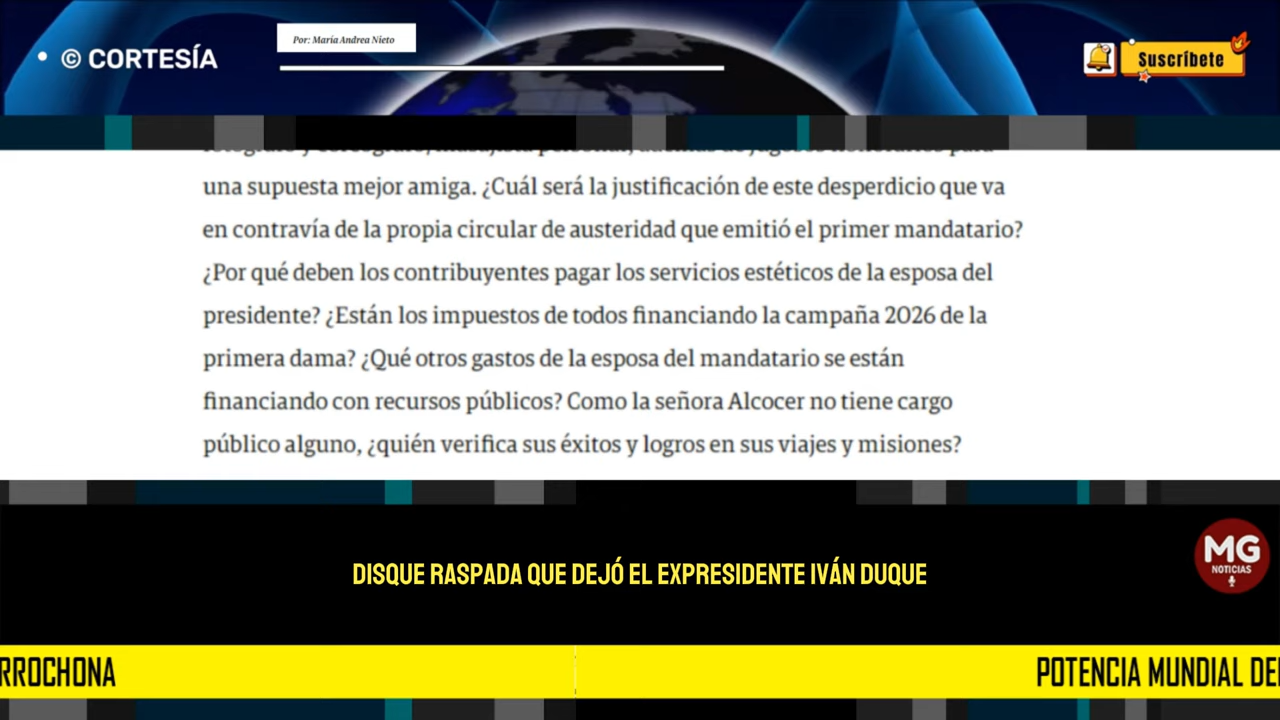 © CORTESÍA
Por: María Andrea Nieto
Suscríbete
una supuesta mejor amiga. ¿Cuál será la justificación de este desperdicio que va
en contravía de la propia circular de austeridad que emitió el primer mandatario?
¿Por qué deben los contribuyentes pagar los servicios estéticos de la esposa del
presidente? ¿Están los impuestos de todos financiando la campaña 2026 de la
primera dama? ¿Qué otros gastos de la esposa del mandatario se están
financiando con recursos públicos? Como la señora Alcocer no tiene cargo
público alguno, ¿quién verifica sus éxitos y logros en sus viajes y misiones?
DISQUE RASPADA QUE DEJÓ EL EXPRESIDENTE IVÁN DUQUE
MG
NOTICIAS
RROCHONA
POTENCIA MUNDIAL DE